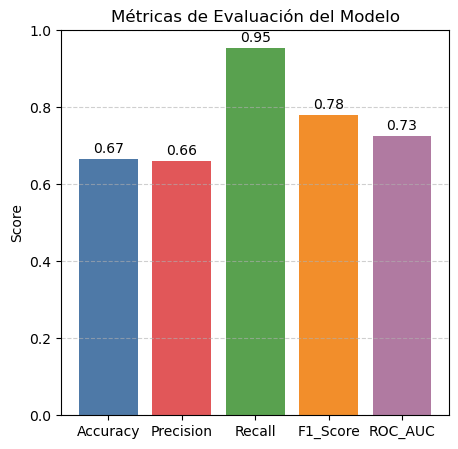 Métricas de Evaluación del Modelo
1.0
0.8
0.6
0.4
0.2
0.0
Score
0.67
0.66
0.95
0.78
0.73
Accuracy
Precision
Recall
F1_Score
ROC_AUC